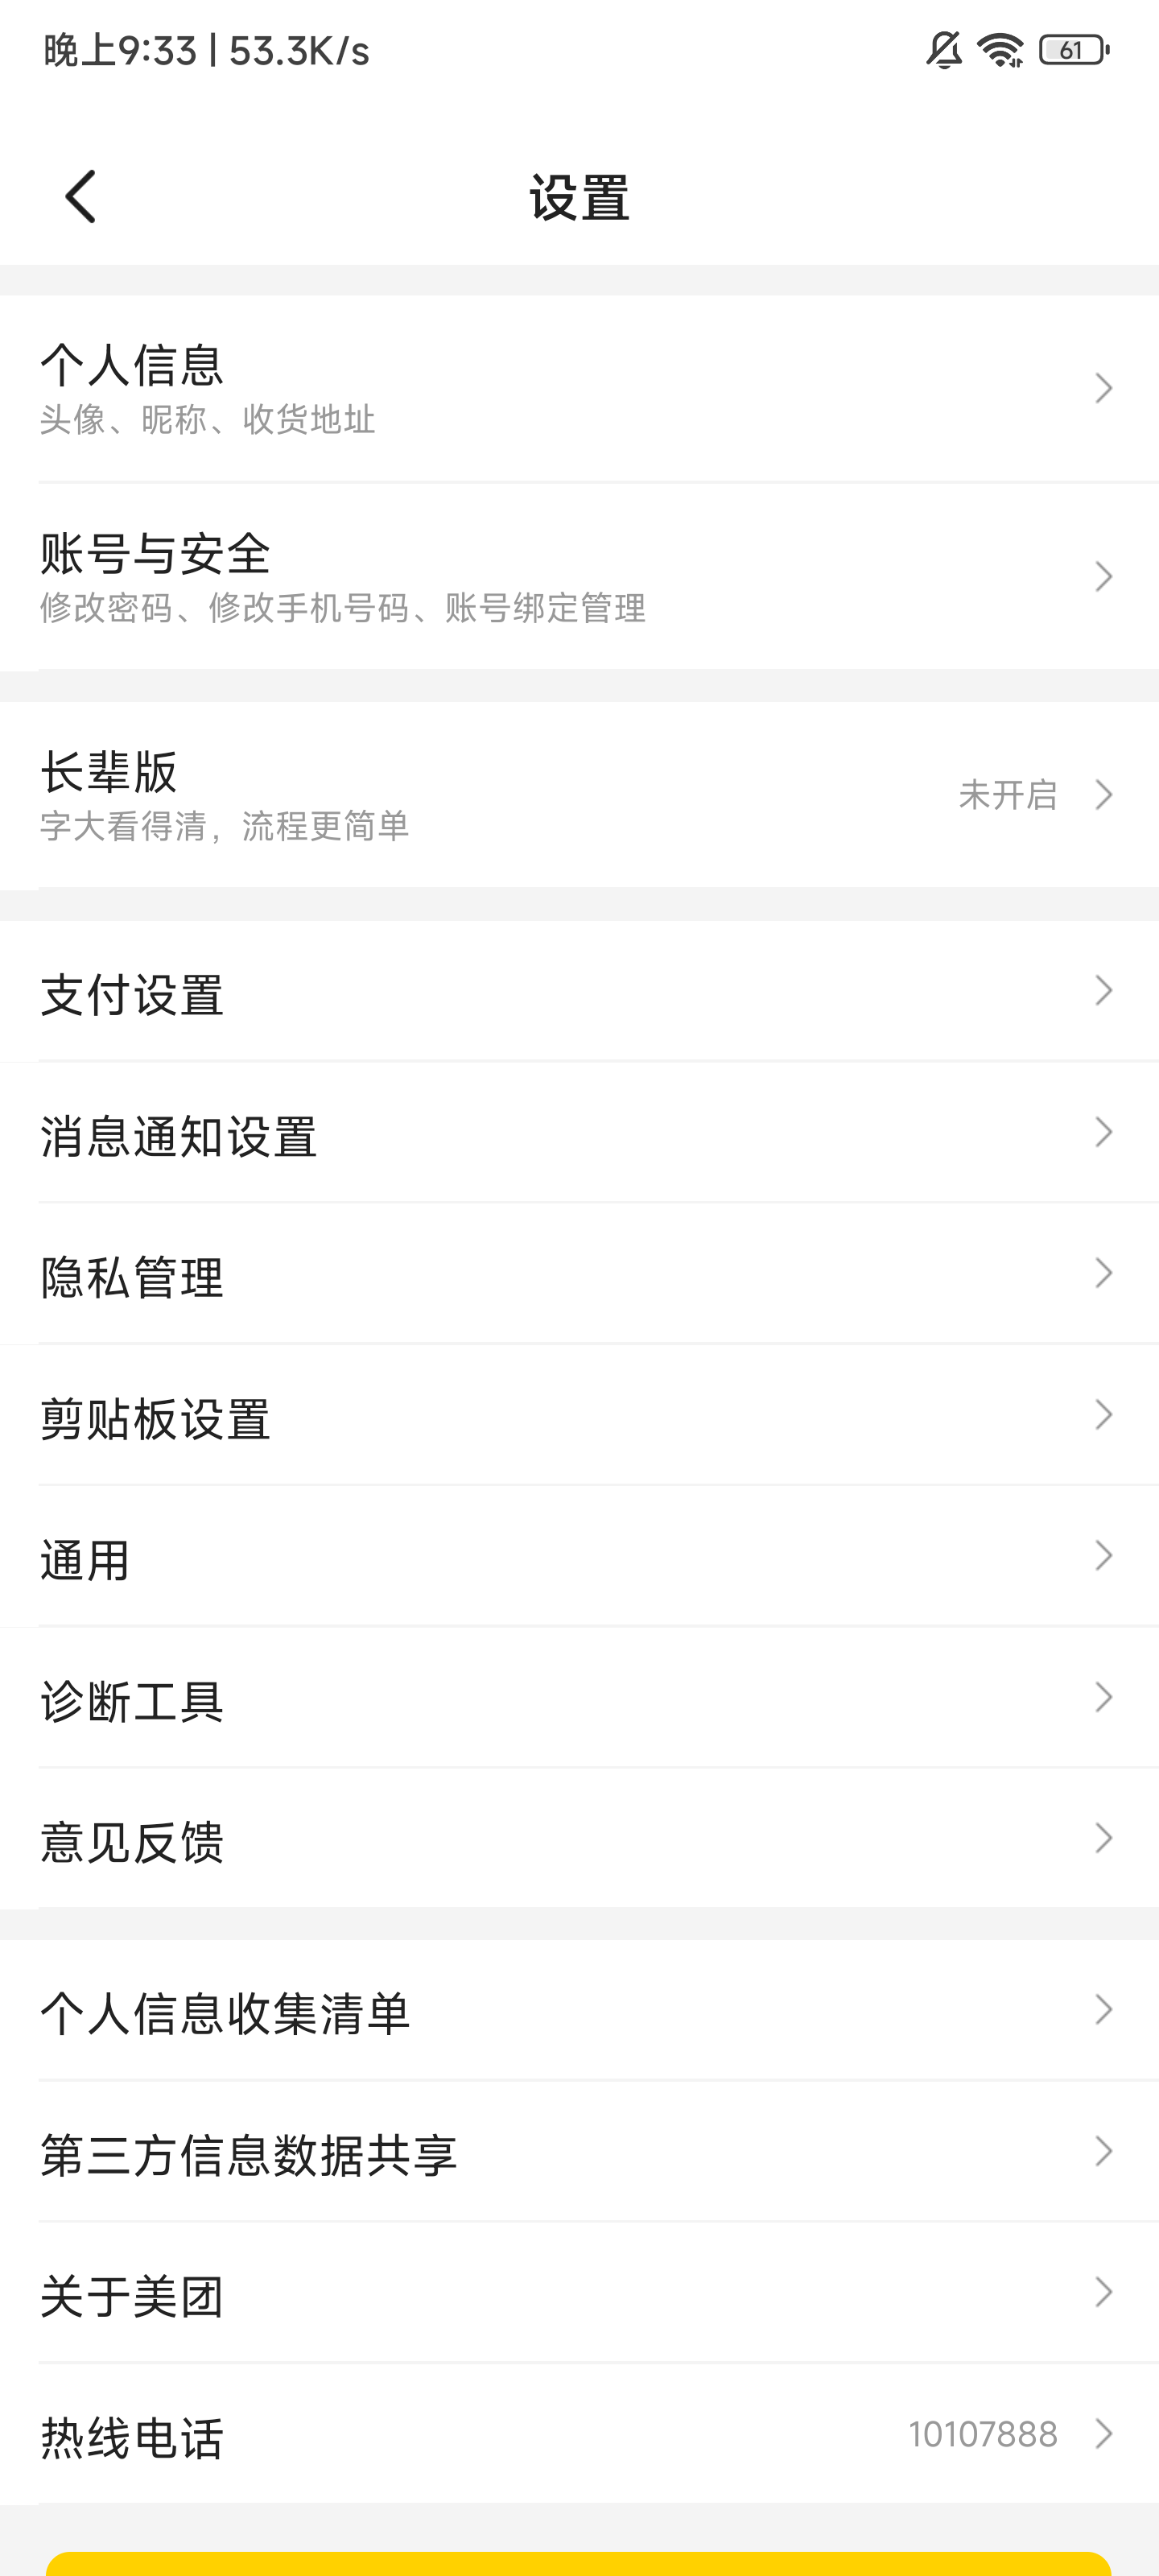 晚上9:33 | 53.3K/s
61
设置
个人信息
头像、昵称、收货地址
账号与安全
修改密码、修改手机号码、账号绑定管理
长辈版
字大看得清，流程更简单
未开启
支付设置
消息通知设置
隐私管理
剪贴板设置
通用
诊断工具
意见反馈
个人信息收集清单
第三方信息数据共享
关于美团
热线电话
10107888